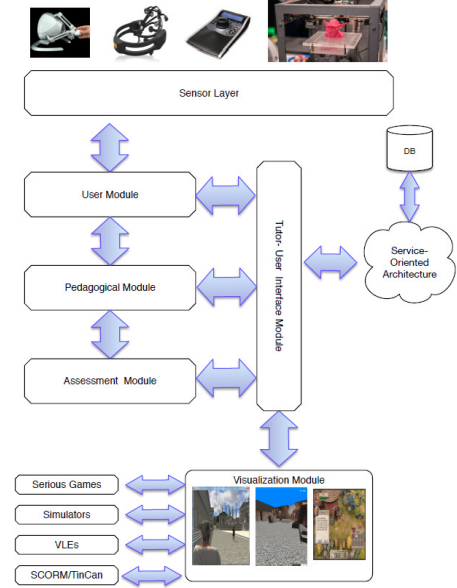 Sensor Layer
DB
User Module
Tutor- User Interface Module
Service-
Oriented
Architecture
Pedagogical Module
Assessment Module
Visualization Module
Serious Games
Simulators
VLEs
SCORM/TinCan